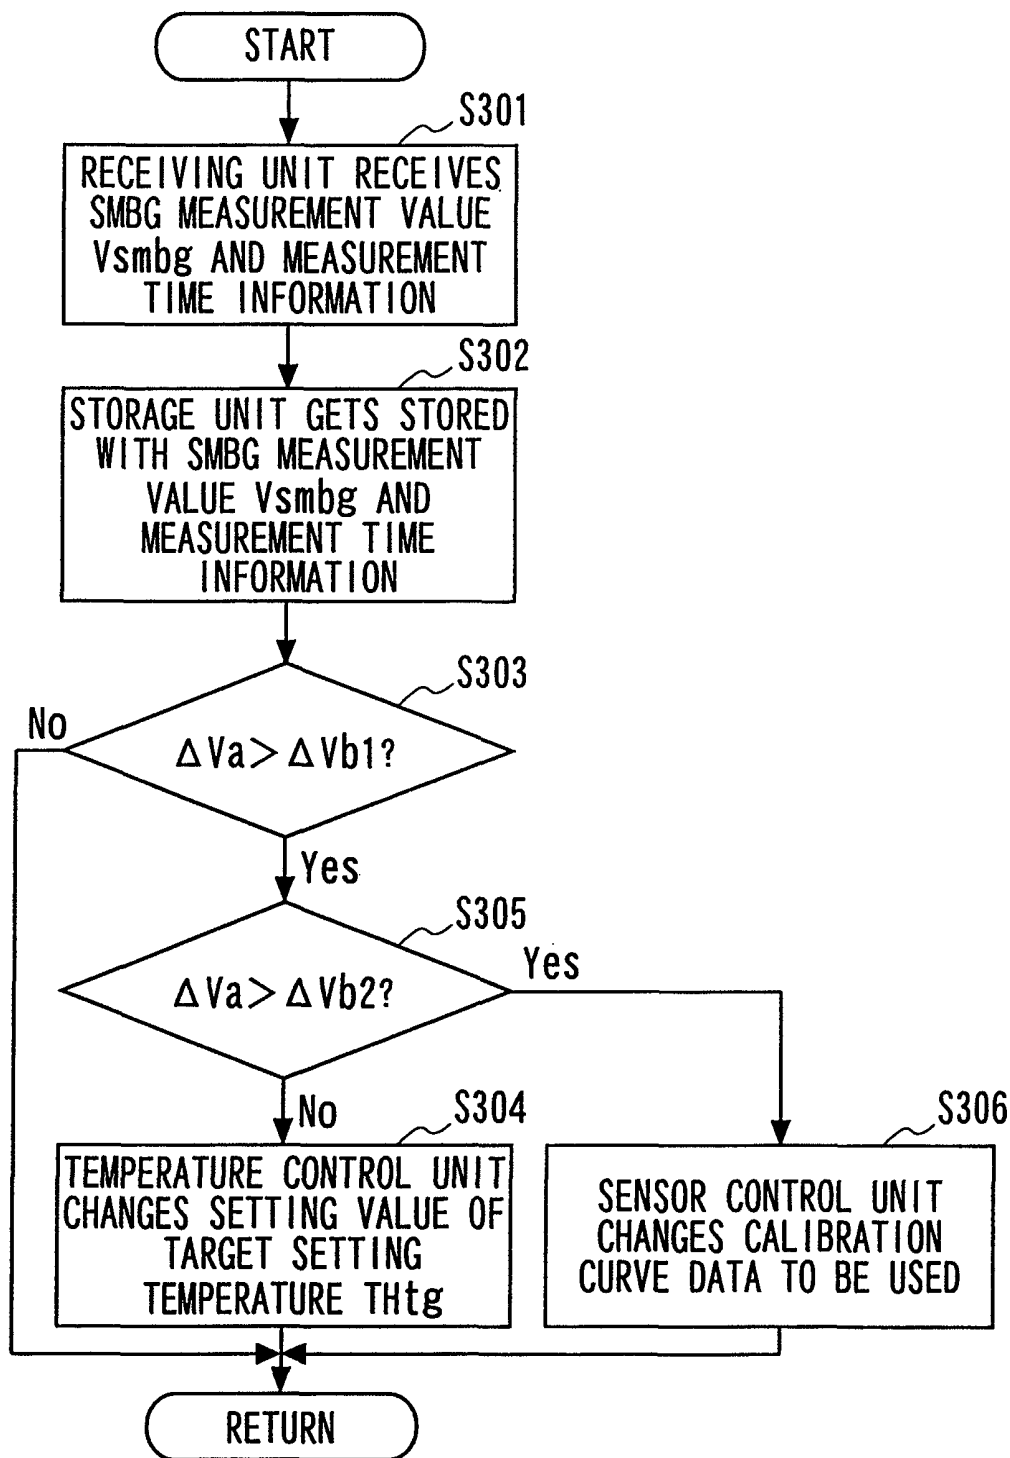 START
S301
RECEIVING UNIT RECEIVES
SMBG MEASUREMENT VALUE
Vsmbg AND MEASUREMENT
TIME INFORMATION
S302
STORAGE UNIT GETS STORED
WITH SMBG MEASUREMENT
VALUE Vsmbg AND
MEASUREMENT TIME
INFORMATION
S303
No
ΔVa> ΔVb1?
Yes
S305
ΔVa> ΔVb2?
Yes
No
S304
TEMPERATURE CONTROL UNIT
CHANGES SETTING VALUE OF
TARGET SETTING
TEMPERATURE THtg
S306
SENSOR CONTROL UNIT
CHANGES CALIBRATION
CURVE DATA TO BE USED
RETURN